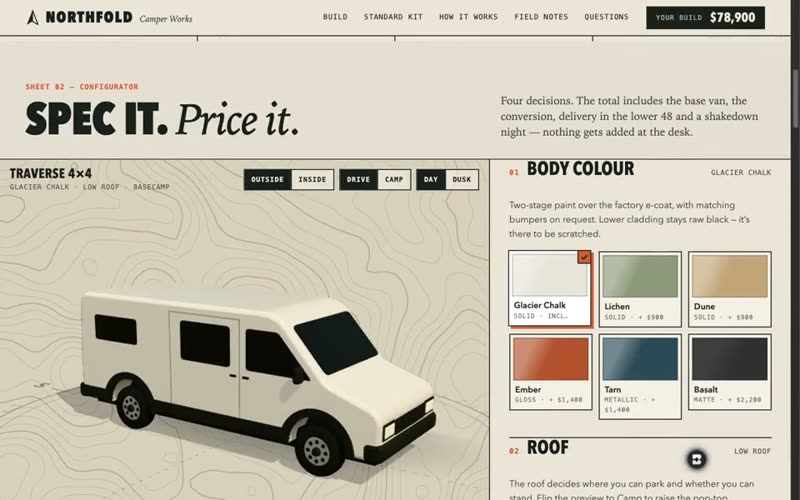 NORTHFOLD Camper Works
BUILD STANDARD KIT HOW IT WORKS FIELD NOTES QUESTIONS
YOUR BUILD $78,900
SHEET 02 — CONFIGURATOR
SPEC IT. Price it.
Four decisions. The total includes the base van, the
conversion, delivery in the lower 48 and a shakedown
night — nothing gets added at the desk.
TRAVERSE 4×4
GLACIER CHALK · LOW ROOF · BASECAMP
OUTSIDE INSIDE DRIVE CAMP DAY DUSK
01 BODY COLOUR GLACIER CHALK
Two-stage paint over the factory e-coat, with matching
bumpers on request. Lower cladding stays raw black – it's
there to be scratched.
Glacier Chalk
SOLID · INCL.
Lichen
SOLID · + $900
Dune
SOLID · + $900
Ember
GLOSS · + $1,400
Tarn
METALLIC · +
$1,400
Basalt
MATTE · + $2,200
02 ROOF LOW ROOF
The roof decides where you can park and whether you can
stand. Flip the preview to Camp to raise the pop-top